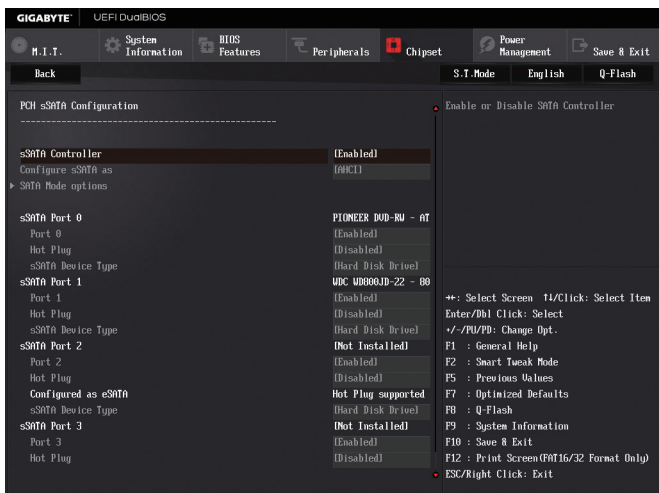 GIGABYTE™ UEFI DualBIOS
M.I.T. System Information BIOS Features Peripherals Chipset Power Management Save & Exit
Back S.T.Mode English Q-Flash
PCH sSATA Configuration
Enable or Disable SATA Controller
sSATA Controller [Enabled]
Configure sSATA as [AHCI]
SATA Mode options
sSATA Port 0 PIONEER DVD-RW - AT
Port 0 [Enabled]
Hot Plug [Disabled]
sSATA Device Type [Hard Disk Drive]
sSATA Port 1 WDC WD800JD-22 - 80
Port 1 [Enabled]
Hot Plug [Disabled]
sSATA Device Type [Hard Disk Drive]
sSATA Port 2 [Not Installed]
Port 2 [Enabled]
Hot Plug [Disabled]
Configured as eSATA Hot Plug supported
sSATA Device Type [Hard Disk Drive]
sSATA Port 3 [Not Installed]
Port 3 [Enabled]
Hot Plug [Disabled]
→←: Select Screen ↑↓/Click: Select Item
Enter/Dbl Click: Select
+/-/PU/PD: Change Opt.
F1 : General Help
F2 : Smart Tweak Mode
F5 : Previous Values
F7 : Optimized Defaults
F8 : Q-Flash
F9 : System Information
F10 : Save & Exit
F12 : Print Screen(FAT16/32 Format Only)
ESC/Right Click: Exit